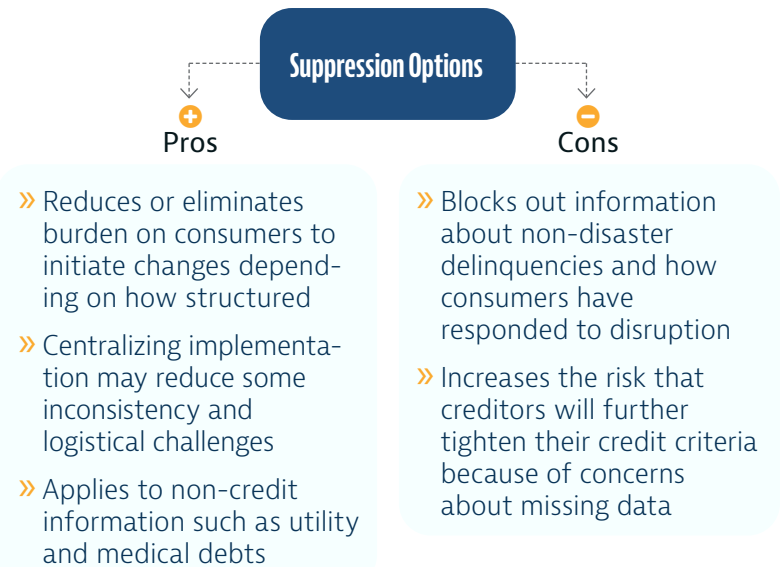 Suppression Options
Pros
» Reduces or eliminates
burden on consumers to
initiate changes depend-
ing on how structured
» Centralizing implementa-
tion may reduce some
inconsistency and
logistical challenges
» Applies to non-credit
information such as utility
and medical debts
Cons
» Blocks out information
about non-disaster
delinquencies and how
consumers have
responded to disruption
» Increases the risk that
creditors will further
tighten their credit criteria
because of concerns
about missing data